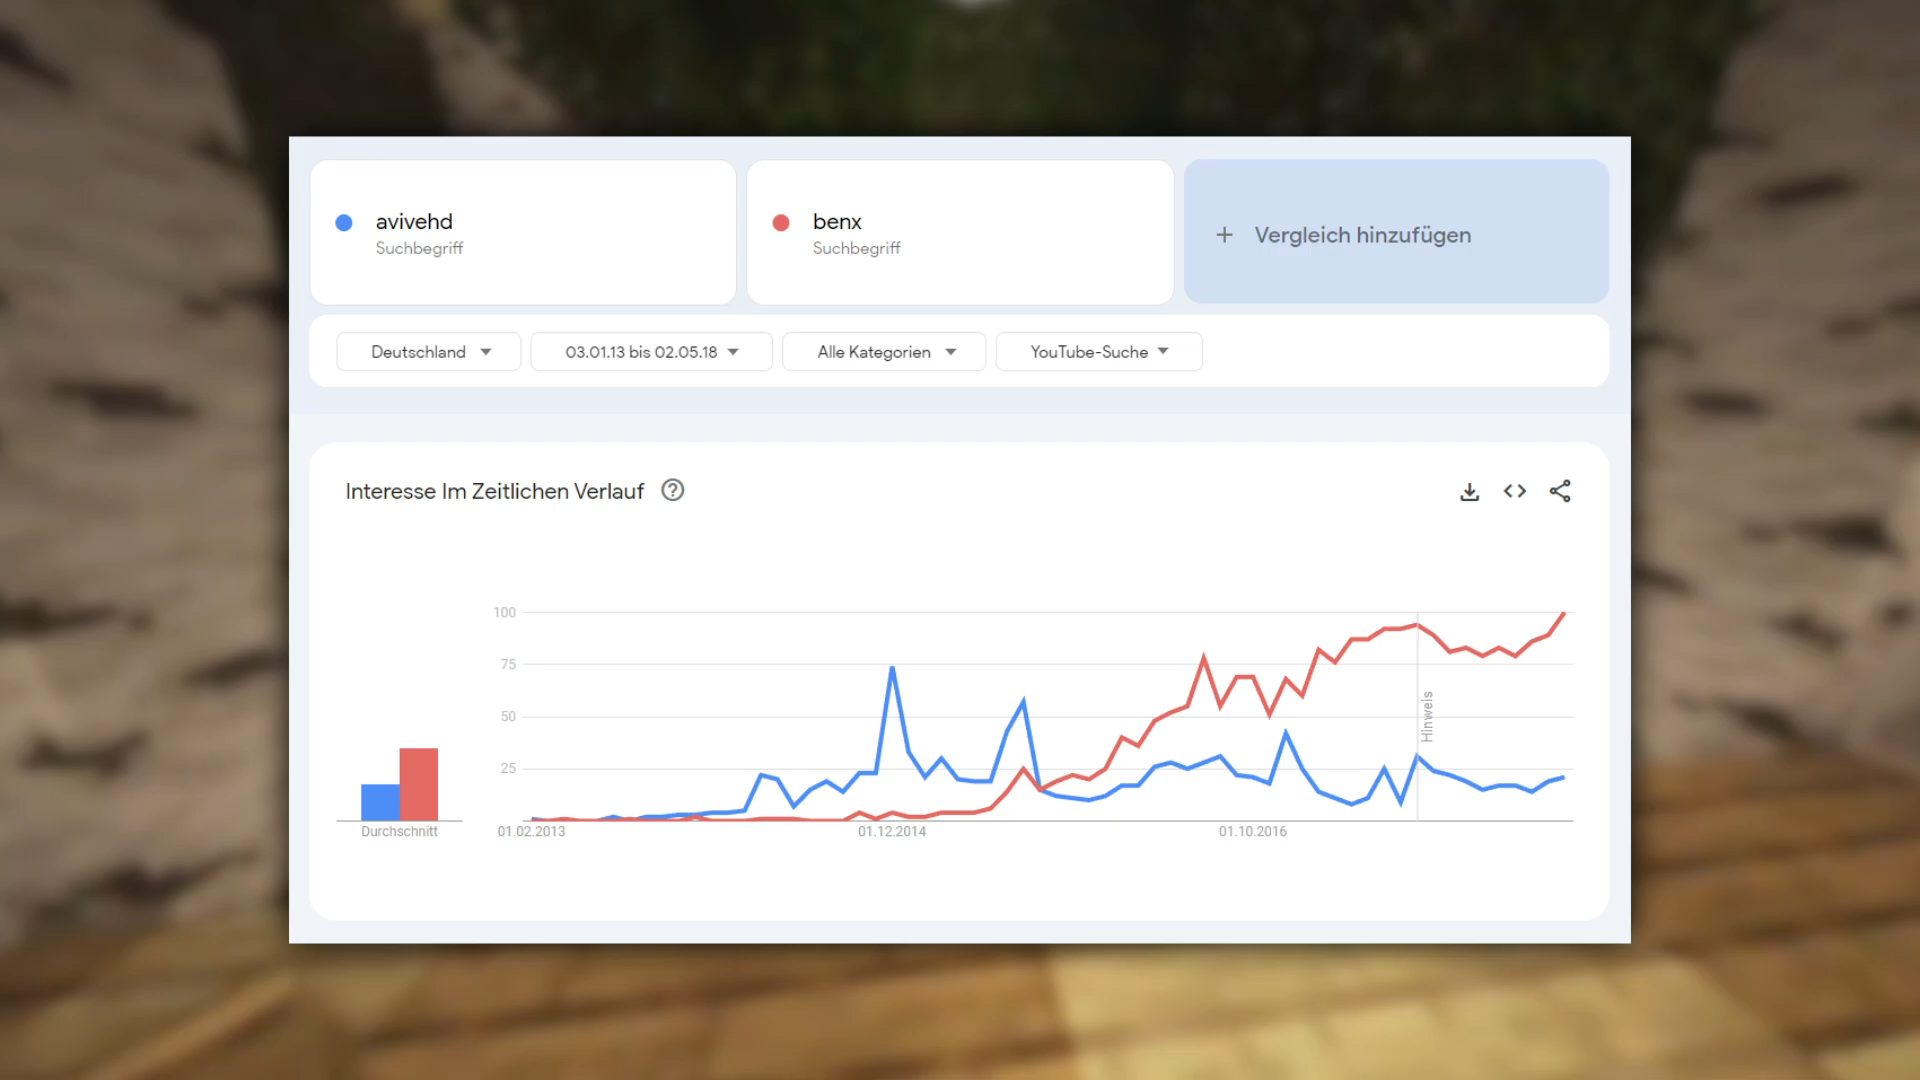 avivehd
Suchbegriff
benx
Suchbegriff
+ Vergleich hinzufügen
Deutschland
03.01.13 bis 02.05.18
Alle Kategorien
YouTube-Suche
Interesse Im Zeitlichen Verlauf
100
75
50
25
Hinweis
Durchschnitt
01.02.2013
01.12.2014
01.10.2016